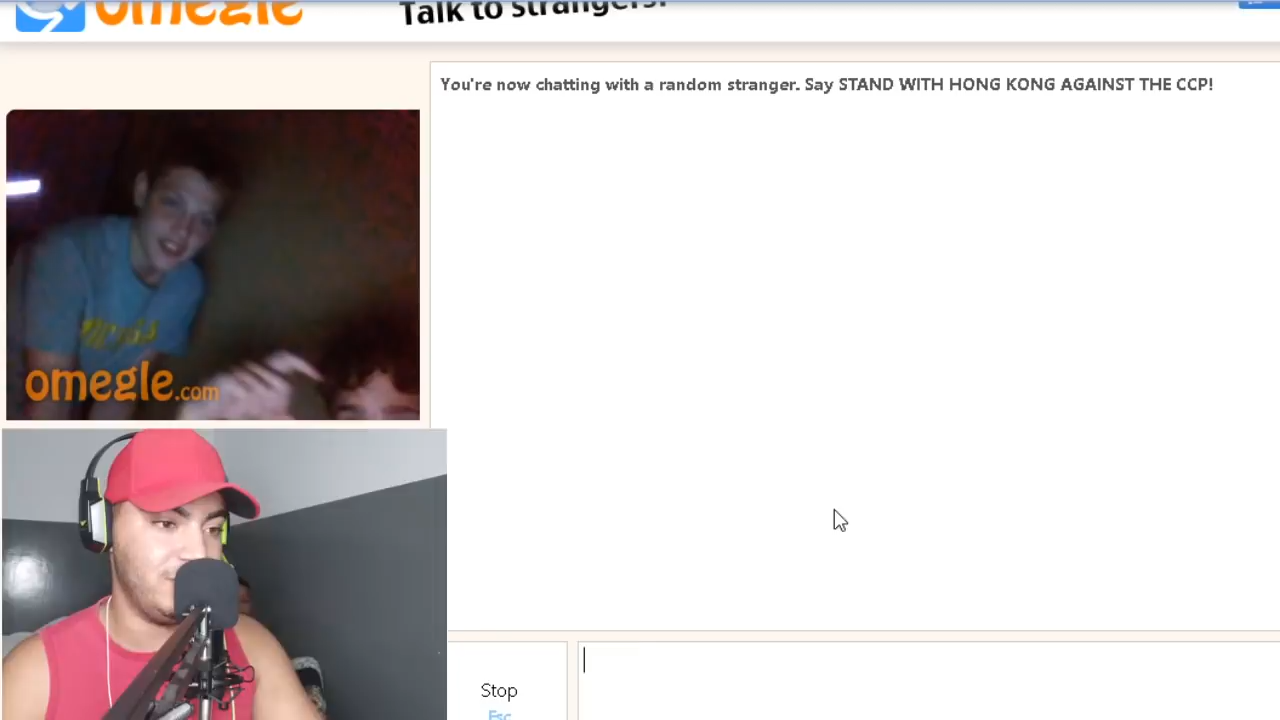 omegle
Talk to strangers!
You're now chatting with a random stranger. Say STAND WITH HONG KONG AGAINST THE CCP!
omegle.com
Stop
Esc